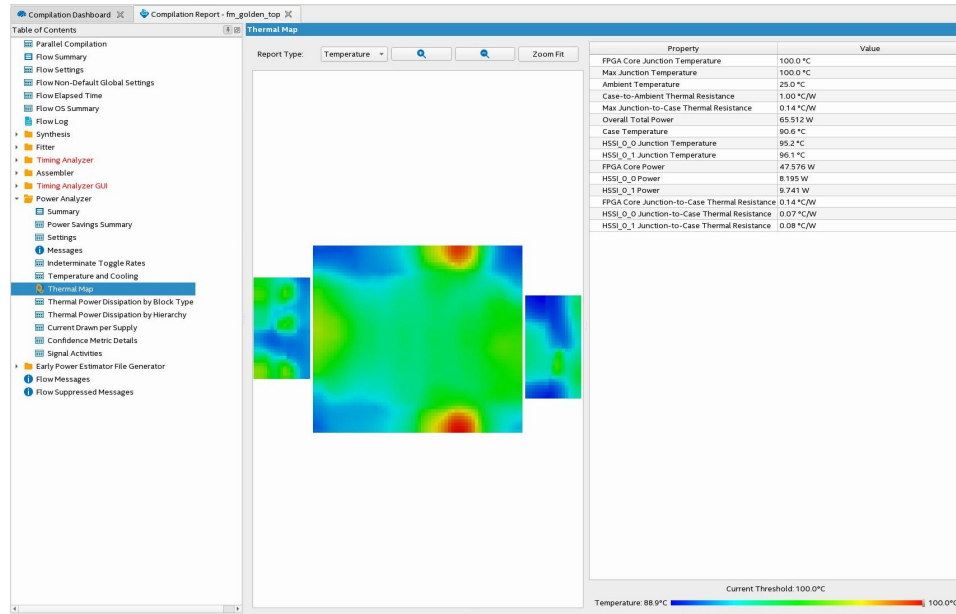 Compilation Dashboard
Compilation Report - fm_golden_top
Table of Contents
Thermal Map
Parallel Compilation
Flow Summary
Flow Settings
Flow Non-Default Global Settings
Flow Elapsed Time
Flow OS Summary
Flow Log
Synthesis
Fitter
Timing Analyzer
Assembler
Timing Analyzer GUI
Power Analyzer
Summary
Power Savings Summary
Settings
Messages
Indeterminate Toggle Rates
Temperature and Cooling
Thermal Map
Thermal Power Dissipation by Block Type
Thermal Power Dissipation by Hierarchy
Current Drawn per Supply
Confidence Metric Details
Signal Activities
Early Power Estimator File Generator
Flow Messages
Flow Suppressed Messages
Report Type: Temperature Zoom Fit
Property Value
FPGA Core Junction Temperature 100.0 °C
Max Junction Temperature 100.0 °C
Ambient Temperature 25.0 °C
Case-to-Ambient Thermal Resistance 1.00 °C/W
Max Junction-to-Case Thermal Resistance 0.14 °C/W
Overall Total Power 65.512 W
Case Temperature 90.6 °C
HSSI_0_0 Junction Temperature 95.2 °C
HSSI_0_1 Junction Temperature 96.1 °C
FPGA Core Power 47.576 W
HSSI_0_0 Power 8.195 W
HSSI_0_1 Power 9.741 W
FPGA Core Junction-to-Case Thermal Resistance 0.14 °C/W
HSSI_0_0 Junction-to-Case Thermal Resistance 0.07 °C/W
HSSI_0_1 Junction-to-Case Thermal Resistance 0.08 °C/W
Current Threshold: 100.0°C
Temperature: 88.9°C 100.0°C